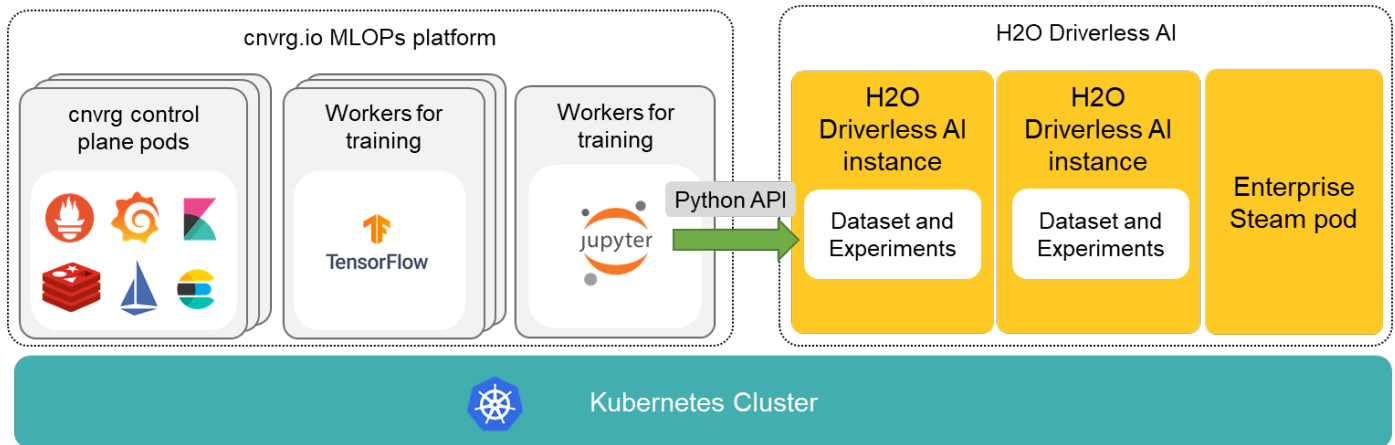 cnvrg.io MLOPs platform
cnvrg control
plane pods
Workers for
training
TensorFlow
Workers for
training
jupyter
Python API
H2O Driverless AI
H2O
Driverless AI
instance
Dataset and
Experiments
H2O
Driverless AI
instance
Dataset and
Experiments
Enterprise
Steam pod
Kubernetes Cluster